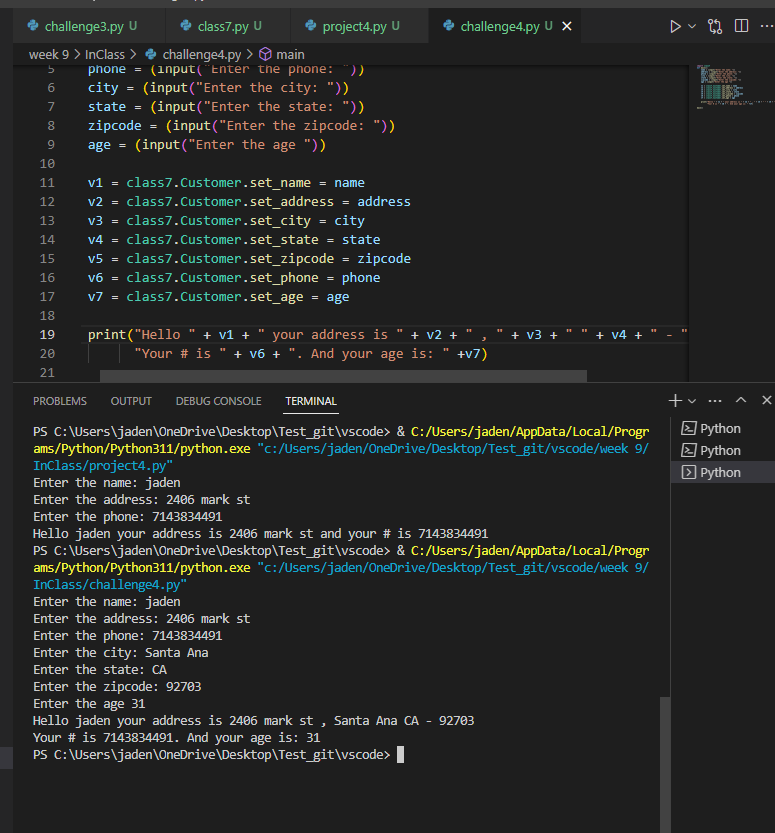 challenge3.py U class7.py U project4.py U challenge4.py U
week 9 > InClass > challenge4.py > main
5 phone = (input("Enter the phone: "))
6 city = (input("Enter the city: "))
7 state = (input("Enter the state: "))
8 zipcode = (input("Enter the zipcode: "))
9 age = (input("Enter the age "))
10
11 v1 = class7.Customer.set_name = name
12 v2 = class7.Customer.set_address = address
13 v3 = class7.Customer.set_city = city
14 v4 = class7.Customer.set_state = state
15 v5 = class7.Customer.set_zipcode = zipcode
16 v6 = class7.Customer.set_phone = phone
17 v7 = class7.Customer.set_age = age
18
19 print("Hello " + v1 + " your address is " + v2 + " , " + v3 + " " + v4 + " - "
20 "Your # is " + v6 + ". And your age is: " +v7)
21
PROBLEMS OUTPUT DEBUG CONSOLE TERMINAL
PS C:\Users\jaden\OneDrive\Desktop\Test_git\vscode> & C:/Users/jaden/AppData/Local/Progr
ams/Python/Python311/python.exe "c:/Users/jaden/OneDrive/Desktop/Test_git/vscode/week 9/
InClass/project4.py"
Enter the name: jaden
Enter the address: 2406 mark st
Enter the phone: 7143834491
Hello jaden your address is 2406 mark st and your # is 7143834491
PS C:\Users\jaden\OneDrive\Desktop\Test_git\vscode> & C:/Users/jaden/AppData/Local/Progr
ams/Python/Python311/python.exe "c:/Users/jaden/OneDrive/Desktop/Test_git/vscode/week 9/
InClass/challenge4.py"
Enter the name: jaden
Enter the address: 2406 mark st
Enter the phone: 7143834491
Enter the city: Santa Ana
Enter the state: CA
Enter the zipcode: 92703
Enter the age 31
Hello jaden your address is 2406 mark st , Santa Ana CA - 92703
Your # is 7143834491. And your age is: 31
PS C:\Users\jaden\OneDrive\Desktop\Test_git\vscode>
Python
Python
Python